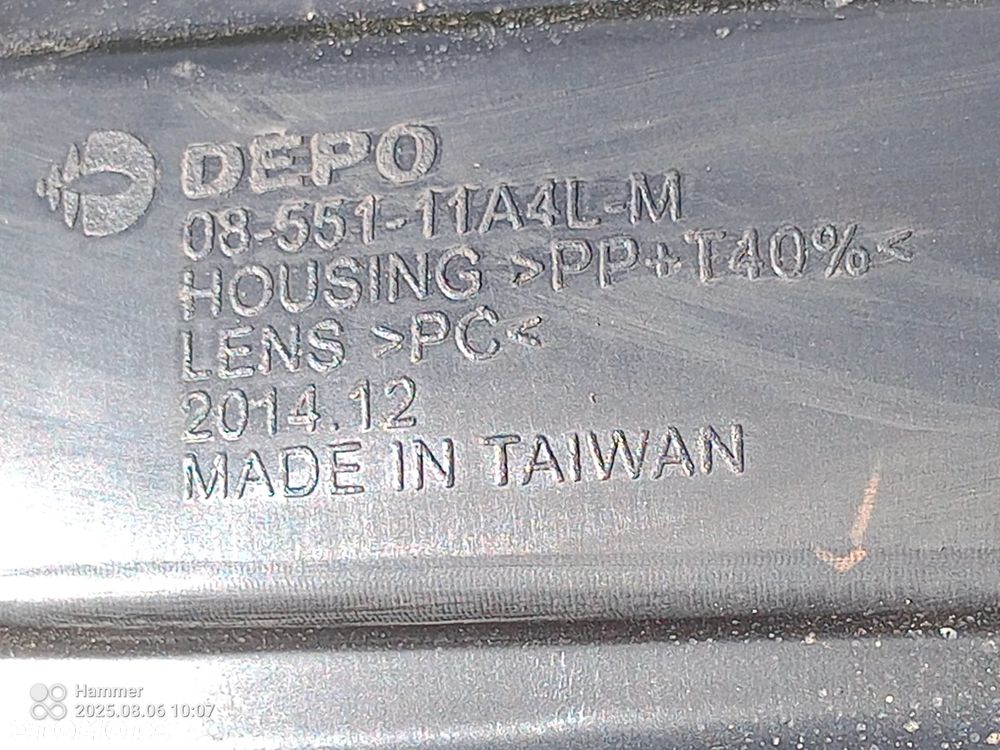 DEPO
08-551-11A4L-M
HOUSING >PP+T40%<
LENS >PC<
2014.12
MADE IN TAIWAN
Hammer
2025.08.06 10:07